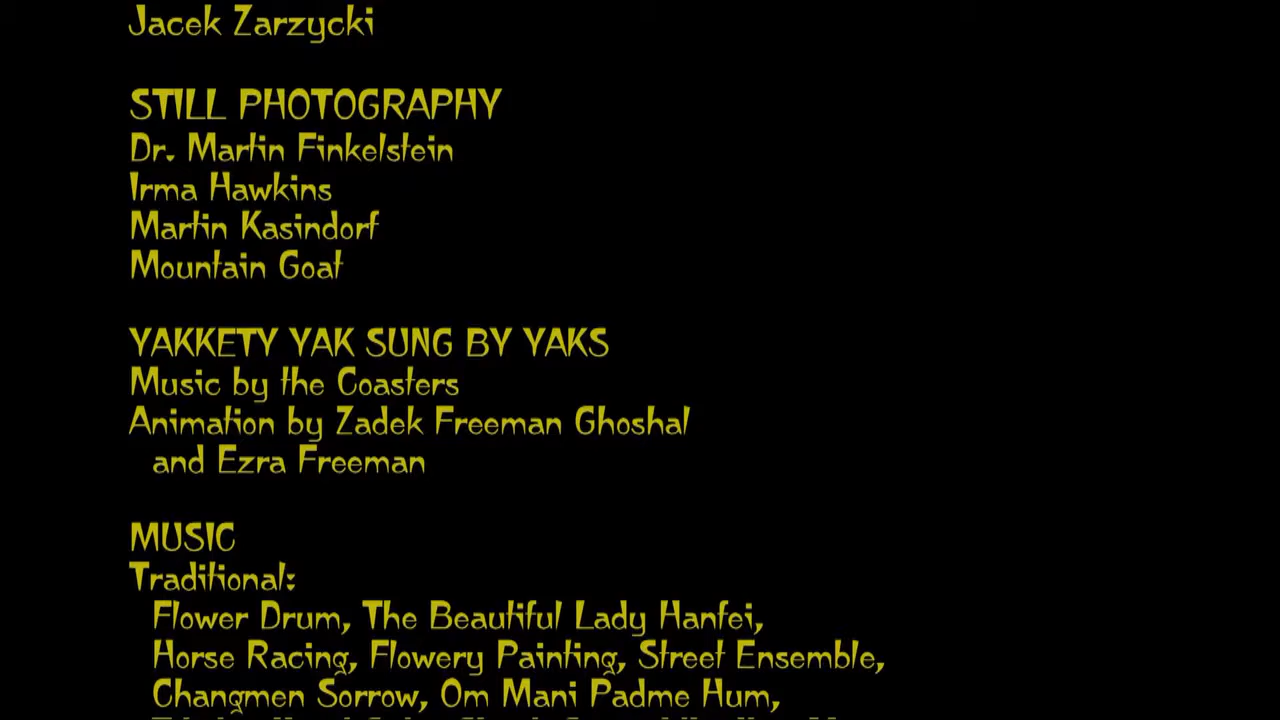 Jacek Zarzycki
STILL PHOTOGRAPHY
Dr. Martin Finkelstein
Irma Hawkins
Martin Kasindorf
Mountain Goat
YAKKETY YAK SUNG BY YAKS
Music by the Coasters
Animation by Zadek Freeman Ghoshal
and Ezra Freeman
MUSIC
Traditional:
Flower Drum, The Beautiful Lady Hanfei,
Horse Racing, Flowery Painting, Street Ensemble,
Changmen Sorrow, Om Mani Padme Hum,